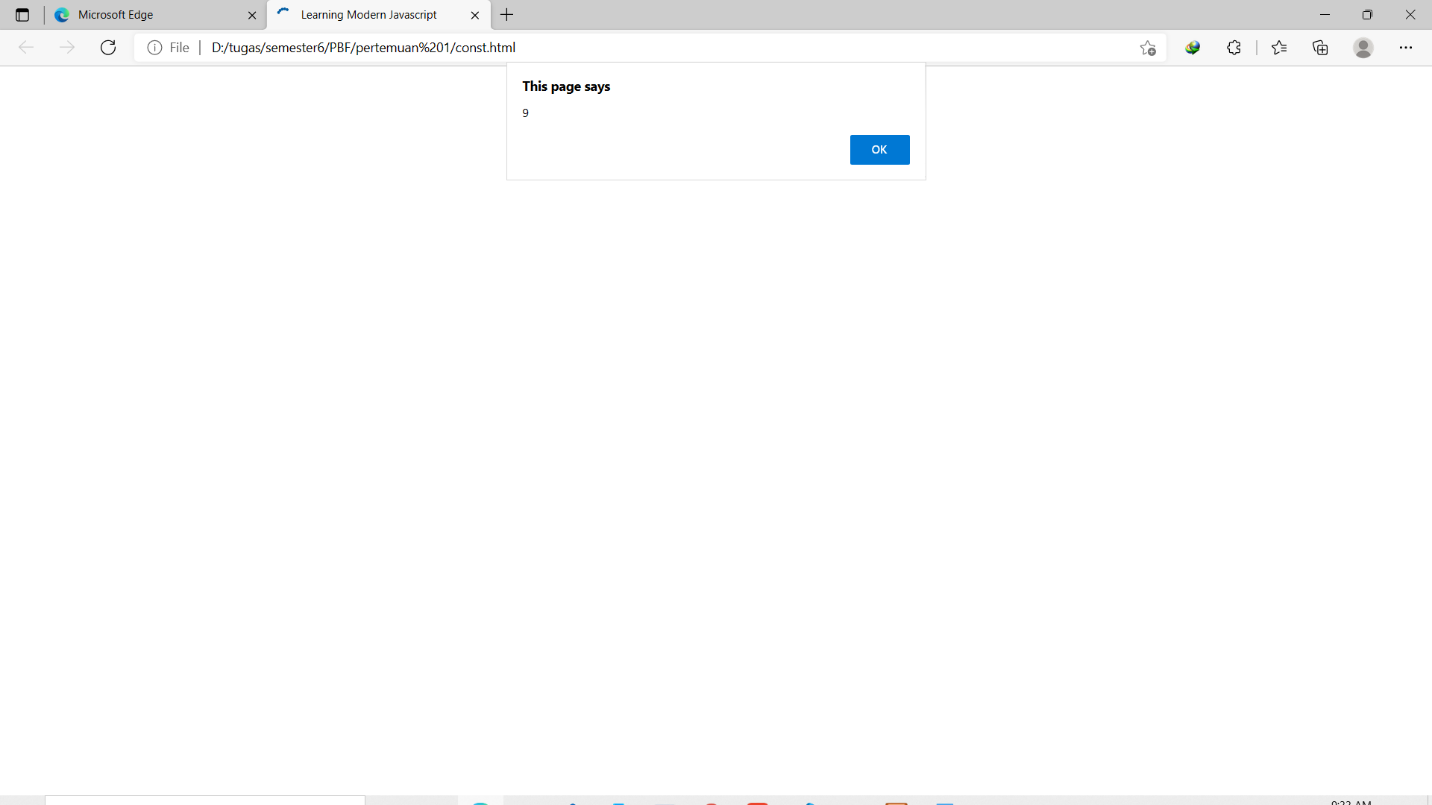 Microsoft Edge
Learning Modern Javascript
File
D:/tugas/semester6/PBF/pertemuan%201/const.html
This page says
9
OK